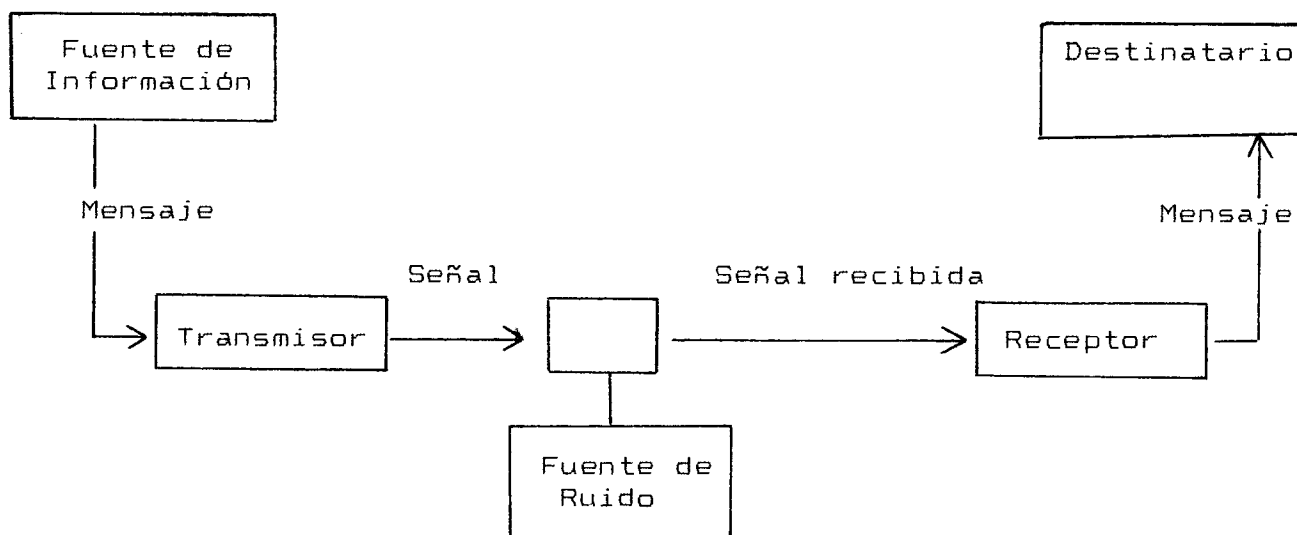 Fuente de
Información
Destinatario
Mensaje
Mensaje
Señal
Señal recibida
Transmisor
Receptor
Fuente de
Ruido